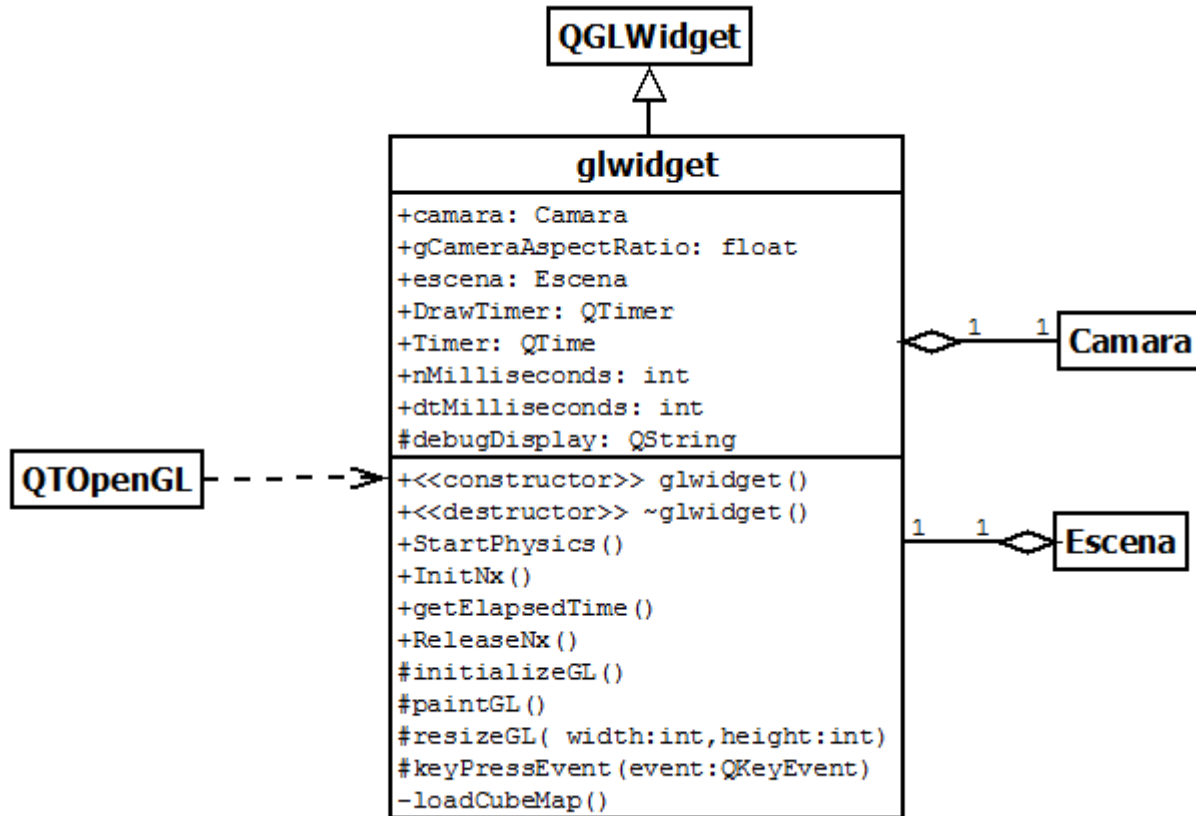 QGLWidget
glwidget
+camara: Camara
+gCameraAspectRatio: float
+escena: Escena
+DrawTimer: QTimer
+Timer: QTime
+nMilliseconds: int
+dtMilliseconds: int
#debugDisplay: QString
1 1
Camara
QTOpenGL
+<<constructor>> glwidget()
+<<destructor>> ~glwidget()
+StartPhysics()
+InitNx()
+getElapsedTime()
+ReleaseNx()
#initializeGL()
#paintGL()
#resizeGL( width:int,height:int)
#keyPressEvent(event:QKeyEvent)
-loadCubeMap()
1 1
Escena